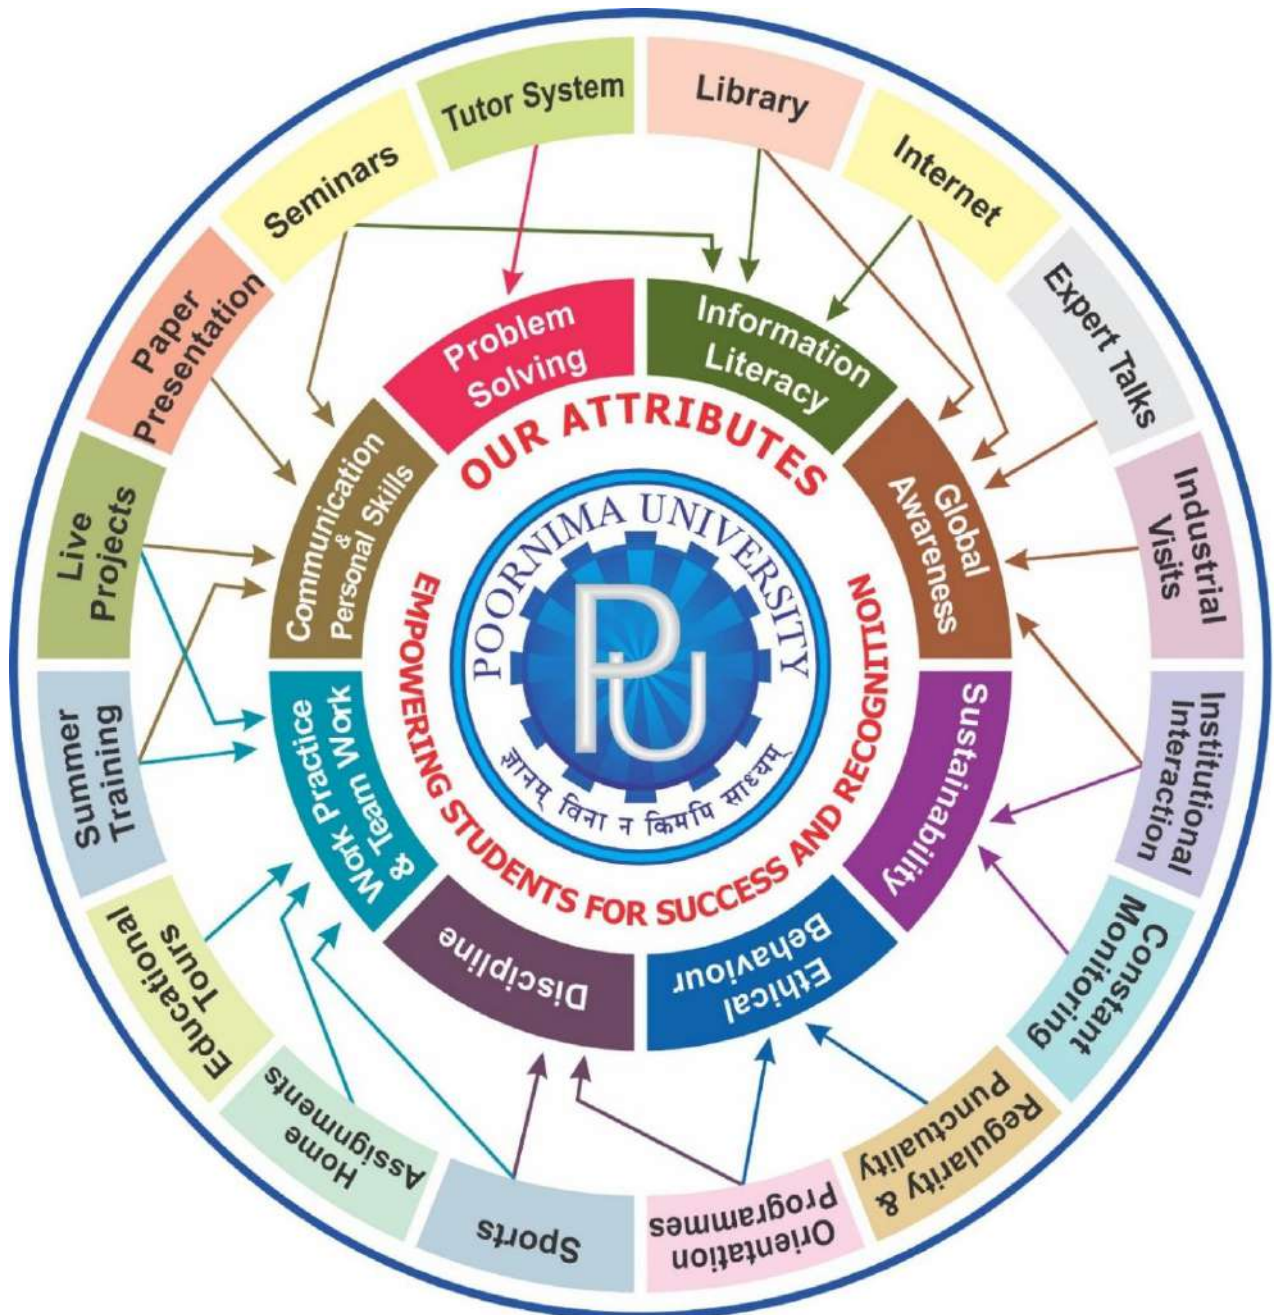 Tutor System
Library
Internet
Expert Talks
Industrial
Visits
Institutional
Interaction
Constant
Monitoring
Regularity &
Punctuality
Orientation
Programmes
Sports
Home
Assignments
Educational
Tours
Summer
Training
Live
Projects
Paper
Presentation
Seminars
Problem
Solving
Information
Literacy
Global
Awareness
Sustainability
Ethical
Behaviour
Discipline
Work Practice
& Team Work
Communication
&
Personal Skills
OUR ATTRIBUTES
EMPOWERING STUDENTS FOR SUCCESS AND RECOGNITION
POORNIMA UNIVERSITY
PU
ज्ञानम् विना न किमपि साध्यम्